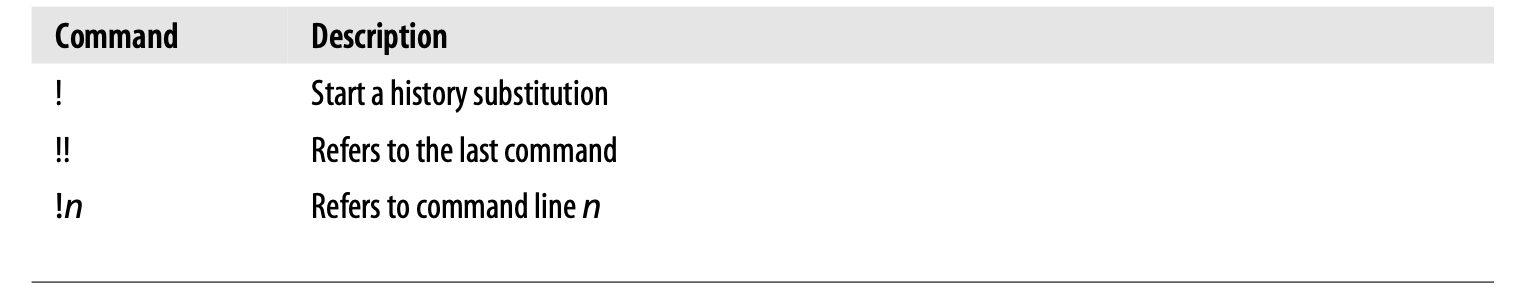 Command Description
! Start a history substitution
!! Refers to the last command
!n Refers to command line n